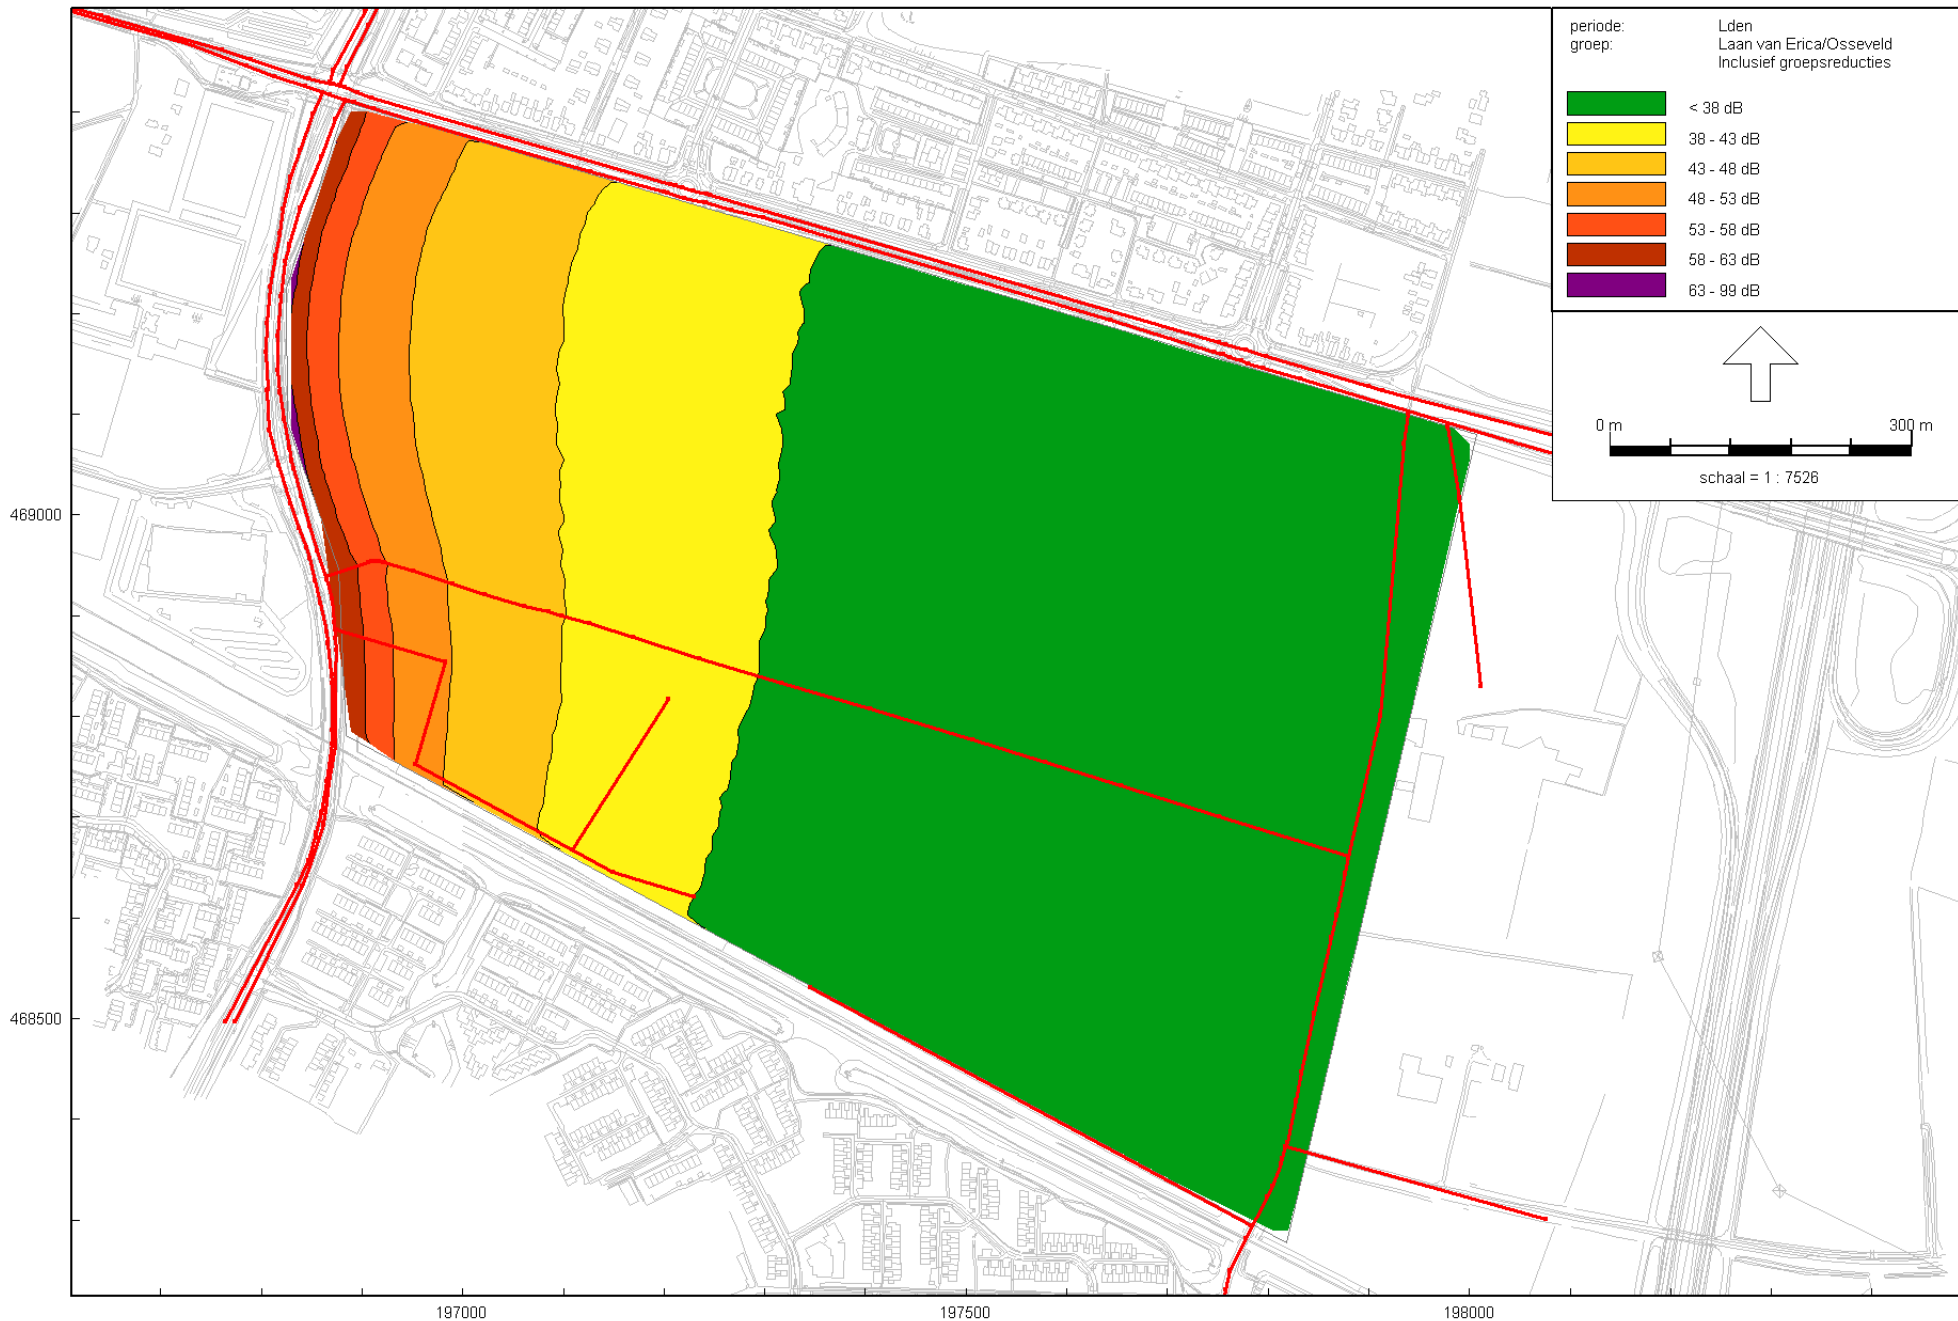 periode: Lden
groep: Laan van Erica/Osseveld
Inclusief groepsreducties
< 38 dB
38 - 43 dB
43 - 48 dB
48 - 53 dB
53 - 58 dB
58 - 63 dB
63 - 99 dB
0 m 300 m
schaal = 1 : 7526
469000
468500
197000 197500 198000